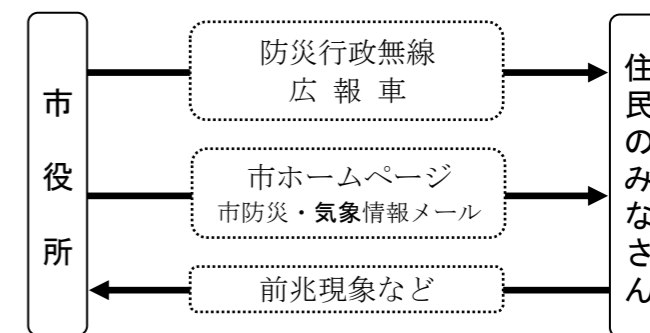 市役所
防災行政無線
広報車
市ホームページ
市防災・気象情報メール
前兆現象など
住民のみなさん